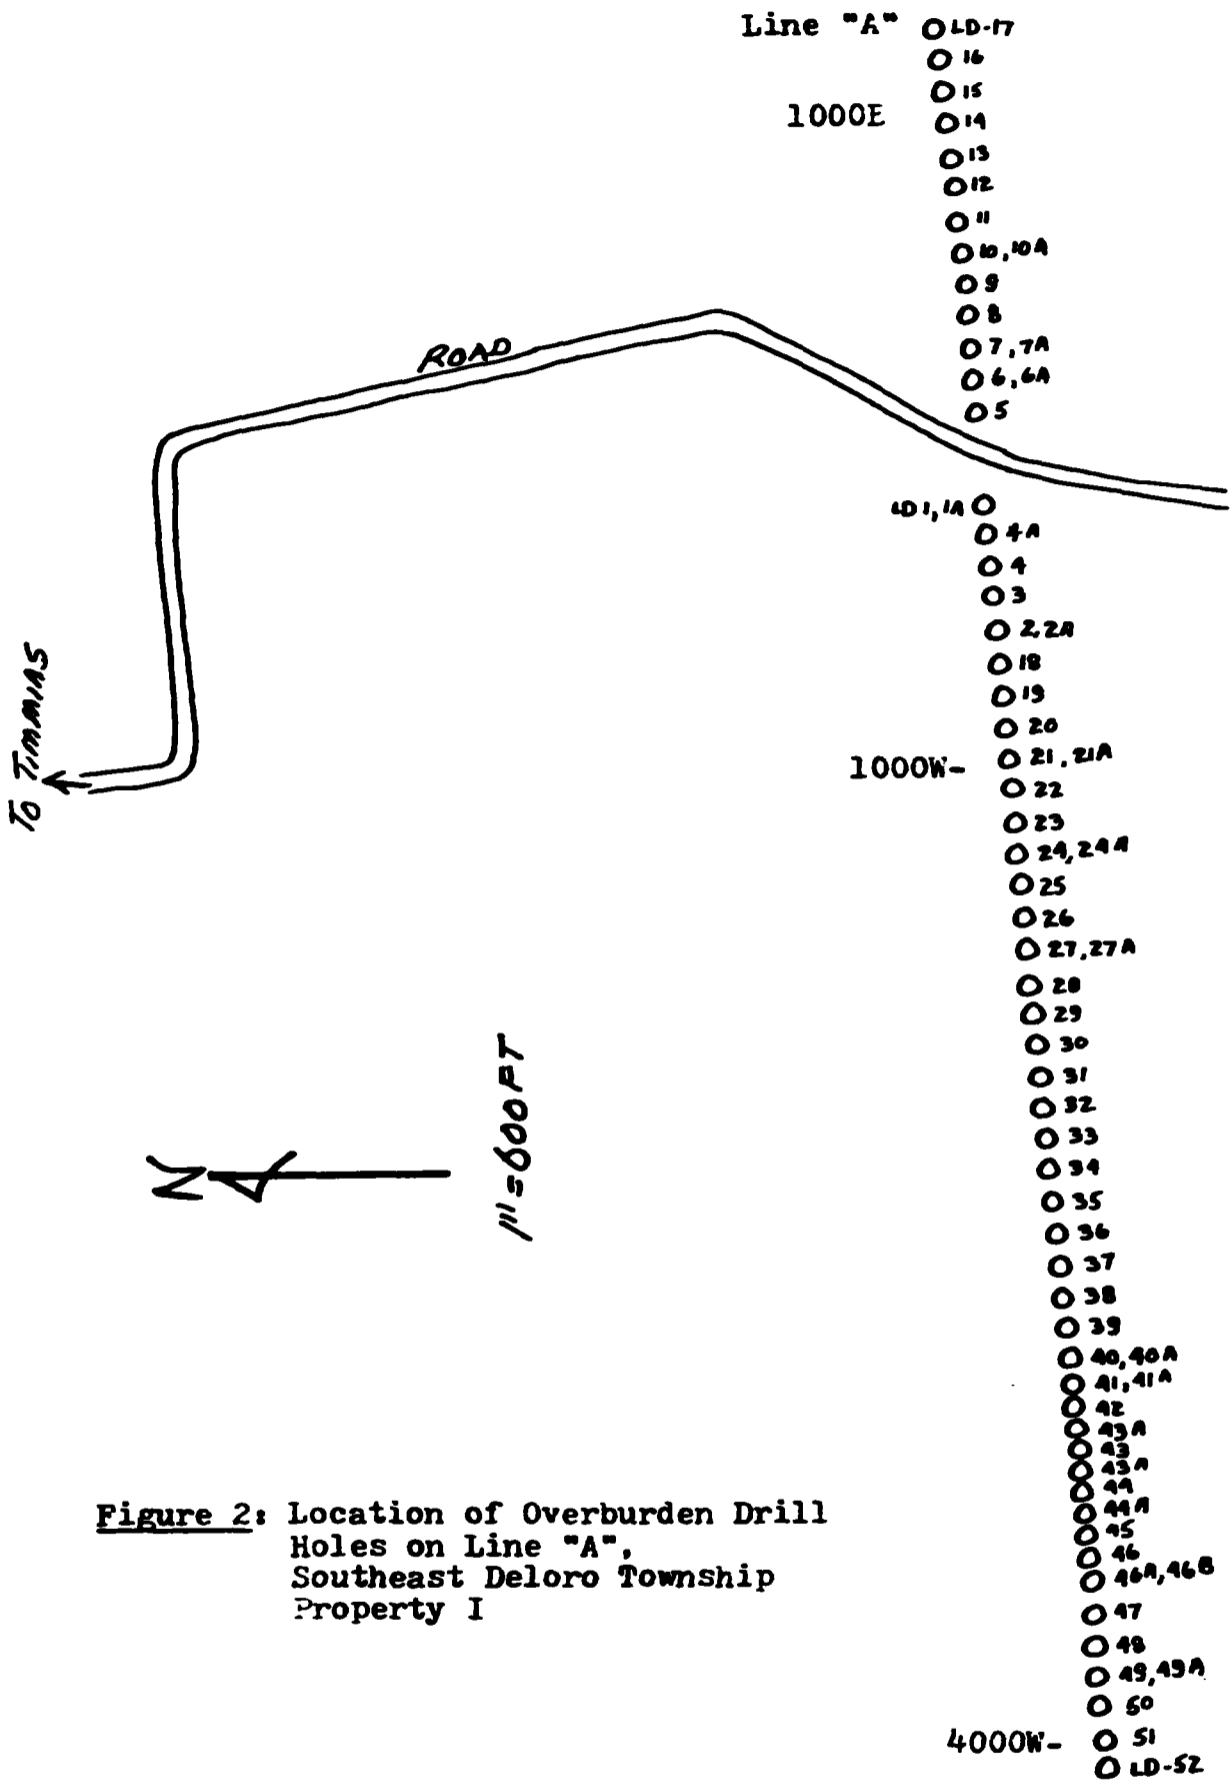 Line "A" LD-17
16
15
1000E 14
13
12
11
10,10A
9
8
7,7A
6,6A
5
ROAD
LD1,1A
4A
4
3
2,2A
18
19
20
1000W- 21,21A
22
23
24,24A
25
26
27,27A
28
29
30
31
32
33
34
35
36
37
38
39
40,40A
41,41A
42
43A
43
43A
44
44A
45
46
46A,46B
47
48
49,49A
50
4000W- 51
LD-52
TO TIMMINS
N
1"=600FT
Figure 2: Location of Overburden Drill
Holes on Line "A",
Southeast Deloro Township
Property I